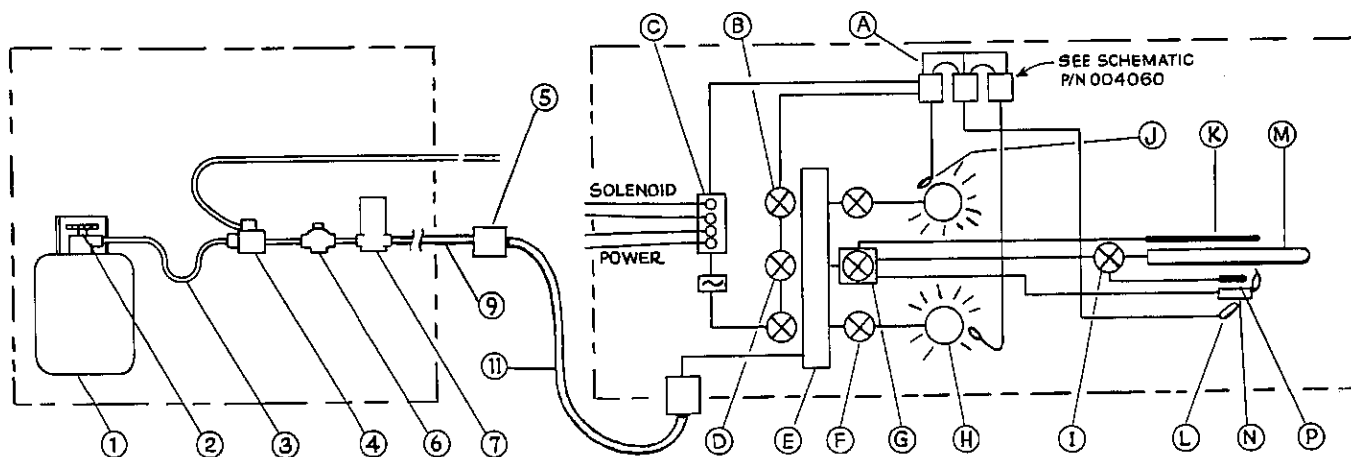 C
B
A
SEE SCHEMATIC
P/N 004060
5
J
K
M
SOLENOID
POWER
9
11
1
2
3
4
6
7
D
E
F
G
H
I
L
N
P